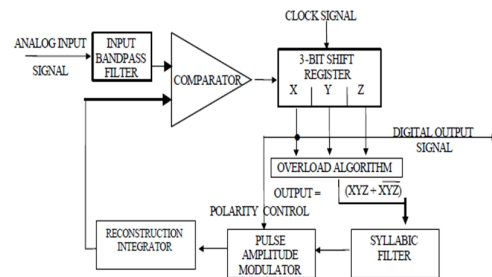 CLOCK SIGNAL
ANALOG INPUT
SIGNAL
INPUT
BANDPASS
FILTER
COMPARATOR
3-BIT SHIFT
REGISTER
X Y Z
DIGITAL OUTPUT
SIGNAL
OVERLOAD ALGORITHM
OUTPUT = (XYZ + X̅Y̅Z̅)
POLARITY CONTROL
RECONSTRUCTION
INTEGRATOR
PULSE
AMPLITUDE
MODULATOR
SYLLABIC
FILTER